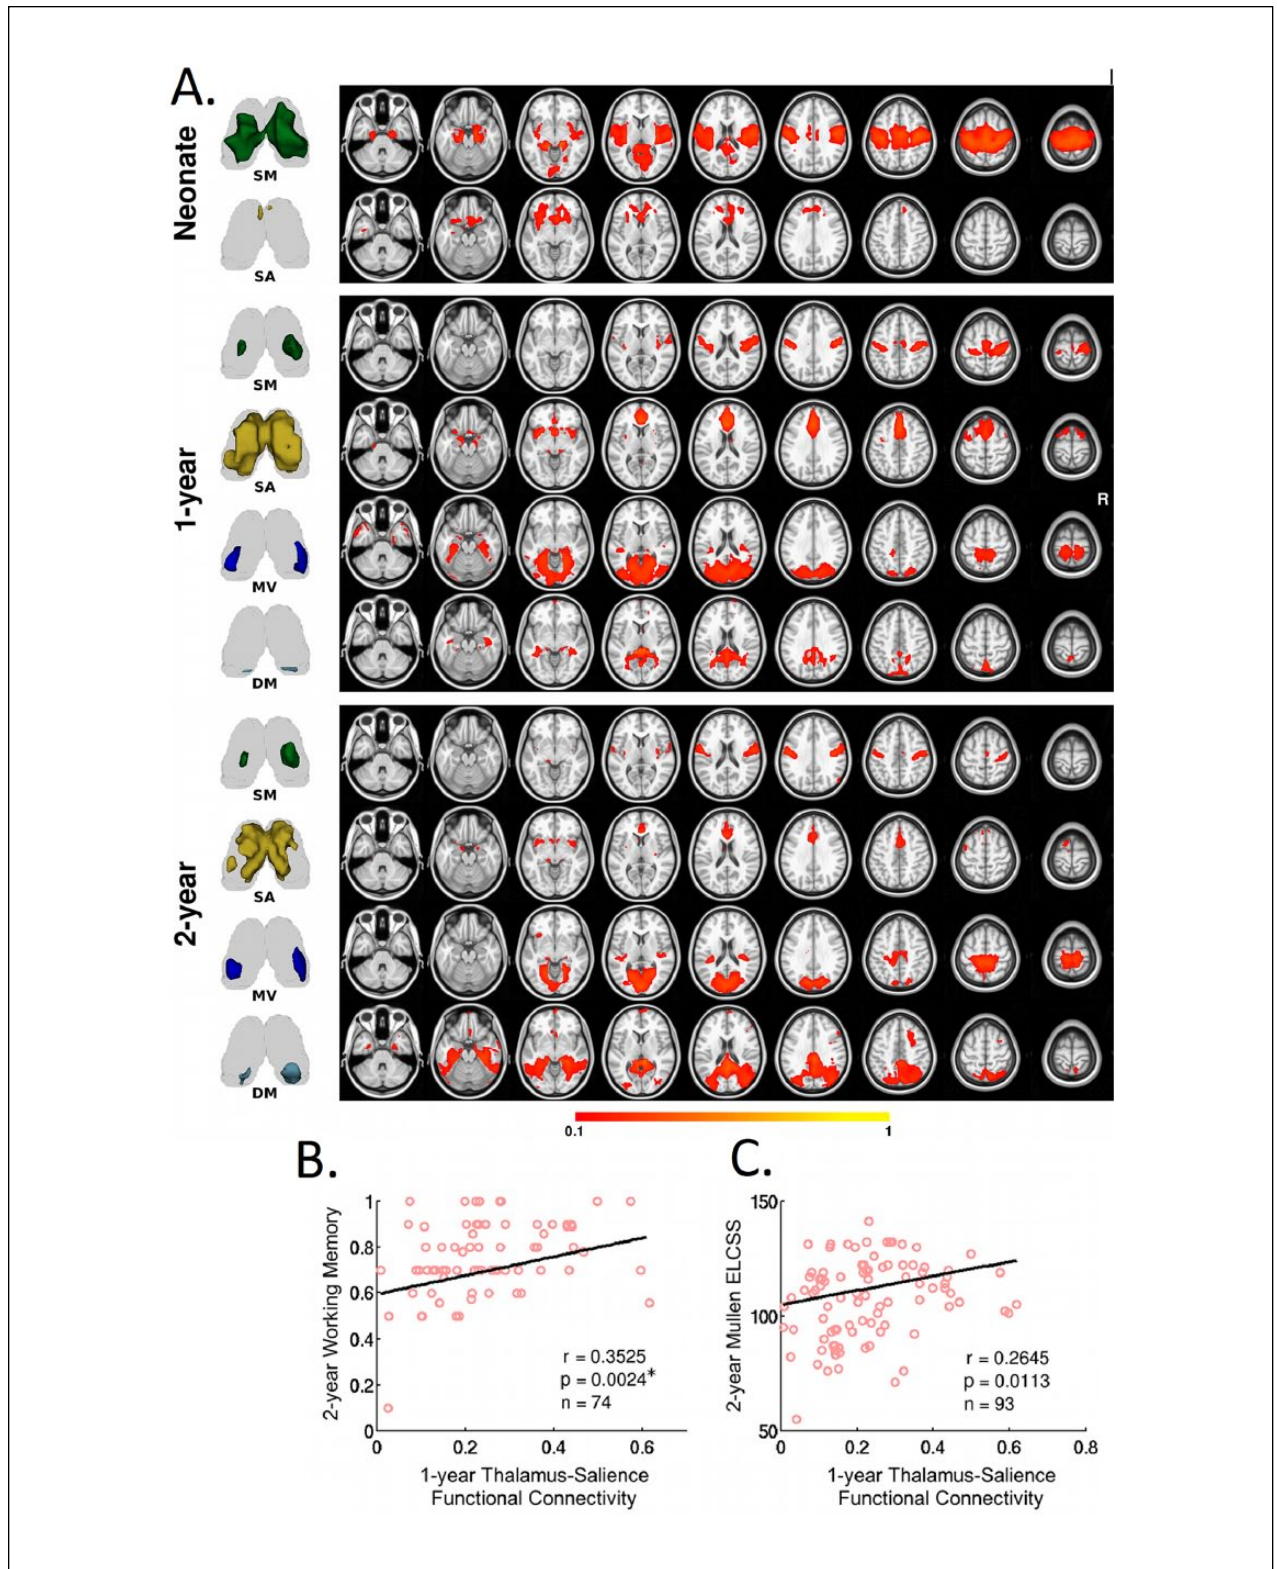 A.
Neonate
SM
SA
1-year
SM
SA
R
MV
DM
2-year
SM
SA
MV
DM
0.1 1
B.
2-year Working Memory
1
0.8
0.6
0.4
0.2
0
0 0.2 0.4 0.6
r = 0.3525
p = 0.0024*
n = 74
1-year Thalamus-Salience
Functional Connectivity
C.
2-year Mullen ELCSS
150
100
50
0 0.2 0.4 0.6 0.8
r = 0.2645
p = 0.0113
n = 93
1-year Thalamus-Salience
Functional Connectivity